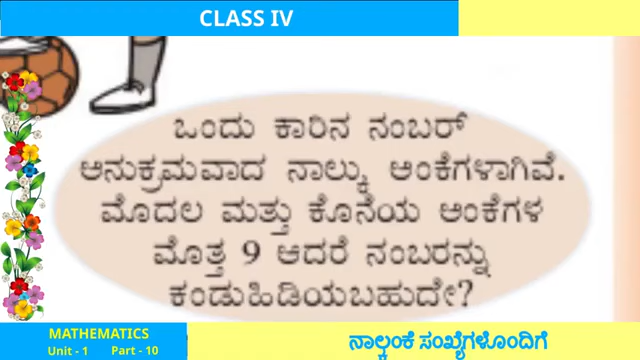 CLASS IV
ಒಂದು ಕಾರಿನ ನಂಬರ್
ಅನುಕ್ರಮವಾದ ನಾಲ್ಕು ಅಂಕೆಗಳಾಗಿವೆ.
ಮೊದಲ ಮತ್ತು ಕೊನೆಯ ಅಂಕೆಗಳ
ಮೊತ್ತ 9 ಆದರೆ ನಂಬರನ್ನು
ಕಂಡುಹಿಡಿಯಬಹುದೇ?
MATHEMATICS
Unit - 1 Part - 10
ನಾಲ್ಕಂಕೆ ಸಂಖ್ಯೆಗಳೊಂದಿಗೆ